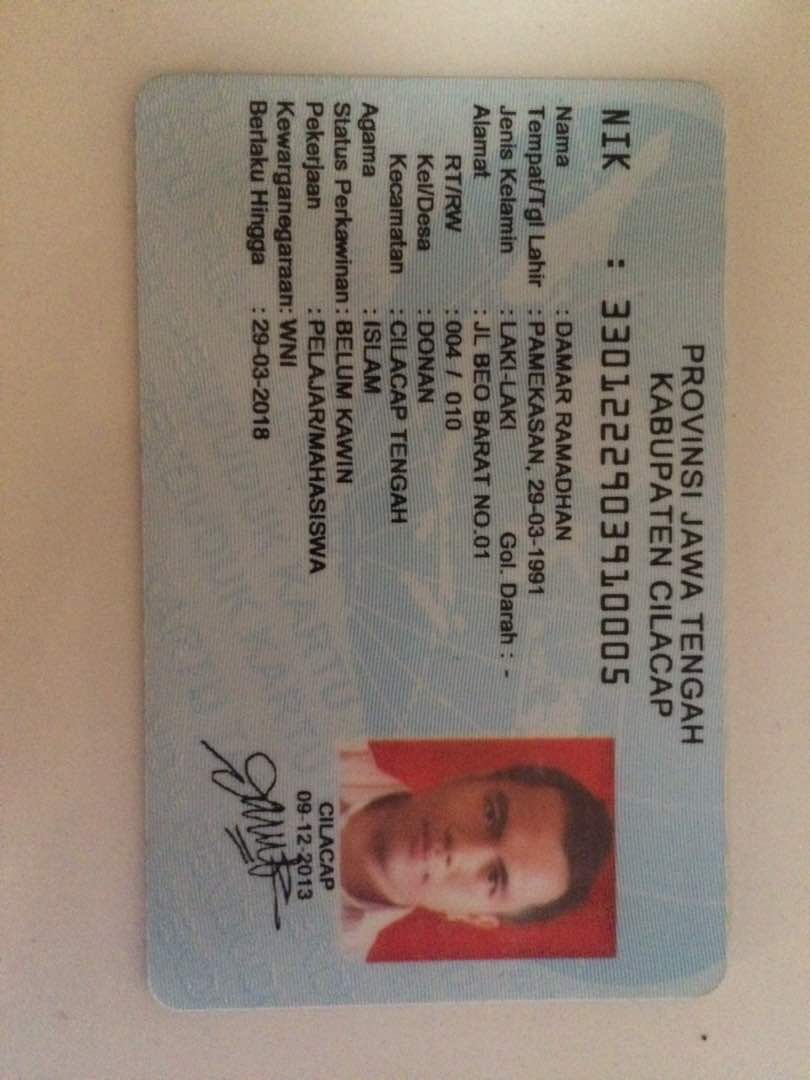 PROVINSI JAWA TENGAH
KABUPATEN CILACAP
NIK : 3301222903910005
Nama : DAMAR RAMADHAN
Tempat/Tgl Lahir : PAMEKASAN, 29-03-1991
Jenis Kelamin : LAKI-LAKI Gol. Darah : -
Alamat : JL BEO BARAT NO.01
RT/RW : 004 / 010
Kel/Desa : DONAN
Kecamatan : CILACAP TENGAH
Agama : ISLAM
Status Perkawinan : BELUM KAWIN
Pekerjaan : PELAJAR/MAHASISWA
Kewarganegaraan: WNI
Berlaku Hingga : 29-03-2018
CILACAP
09-12-2013